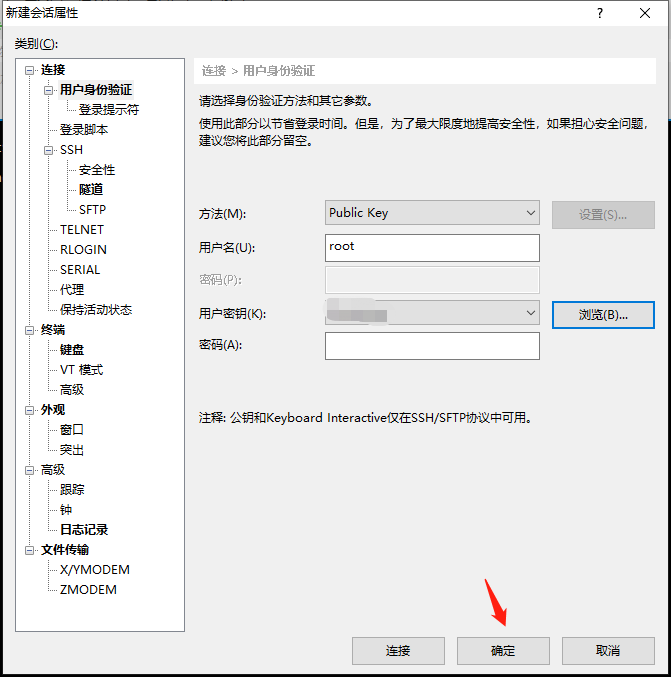 新建会话属性
?
类别(C):
连接
用户身份验证
登录提示符
登录脚本
SSH
安全性
隧道
SFTP
TELNET
RLOGIN
SERIAL
代理
保持活动状态
终端
键盘
VT 模式
高级
外观
窗口
突出
高级
跟踪
钟
日志记录
文件传输
X/YMODEM
ZMODEM
连接 > 用户身份验证
请选择身份验证方法和其它参数。
使用此部分以节省登录时间。但是，为了最大限度地提高安全性，如果担心安全问题，
建议您将此部分留空。
方法(M): Public Key 设置(S)...
用户名(U): root
密码(P):
用户密钥(K): 浏览(B)...
密码(A):
注释: 公钥和Keyboard Interactive仅在SSH/SFTP协议中可用。
连接 确定 取消